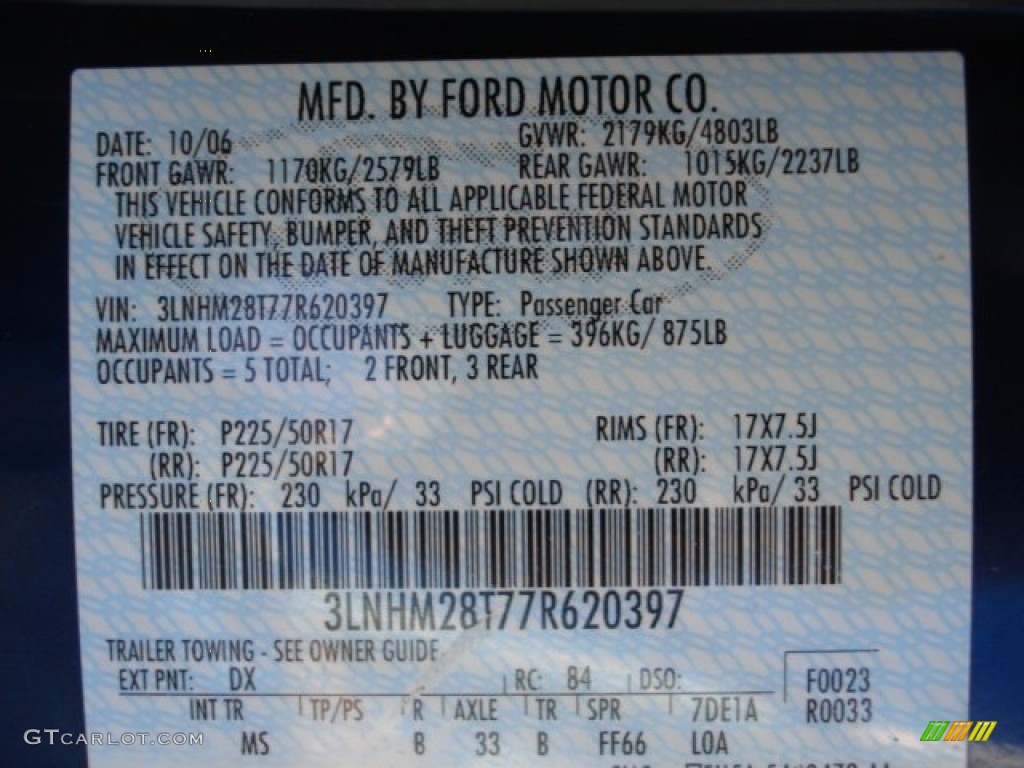 MFD. BY FORD MOTOR CO.
DATE: 10/06 GVWR: 2179KG/4803LB
FRONT GAWR: 1170KG/2579LB REAR GAWR: 1015KG/2237LB
THIS VEHICLE CONFORMS TO ALL APPLICABLE FEDERAL MOTOR
VEHICLE SAFETY, BUMPER, AND THEFT PREVENTION STANDARDS
IN EFFECT ON THE DATE OF MANUFACTURE SHOWN ABOVE.
VIN: 3LNHM28T77R620397 TYPE: Passenger Car
MAXIMUM LOAD = OCCUPANTS + LUGGAGE = 396KG/ 875LB
OCCUPANTS = 5 TOTAL; 2 FRONT, 3 REAR
TIRE (FR): P225/50R17 RIMS (FR): 17X7.5J
(RR): P225/50R17 (RR): 17X7.5J
PRESSURE (FR): 230 kPa/ 33 PSI COLD (RR): 230 kPa/ 33 PSI COLD
3LNHM28T77R620397
TRAILER TOWING - SEE OWNER GUIDE
EXT PNT: DX RC: 84 DSO: F0023
INT TR TP/PS R AXLE TR SPR 7DE1A R0033
MS B 33 B FF66 LOA
GTCARLOT.COM